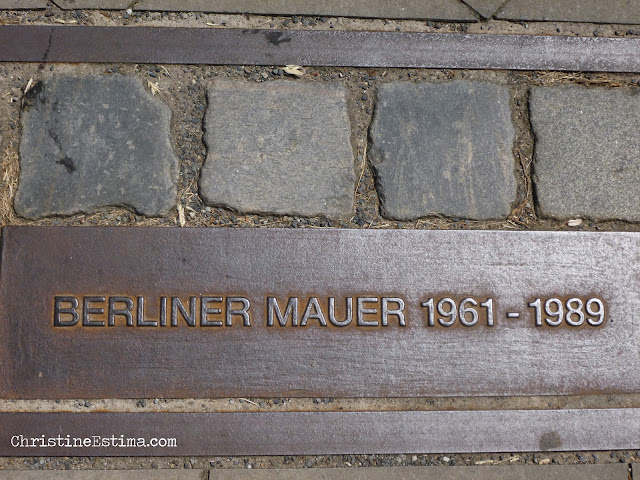 BERLINER MAUER 1961 - 1989
ChristineEstima.com